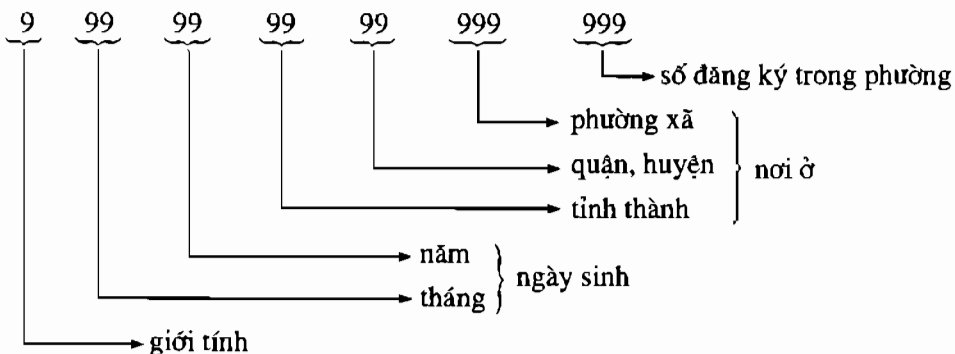 9 99 99 99 99 999 999
số đăng ký trong phường
phường xã
quận, huyện
nơi ở
tỉnh thành
năm
ngày sinh
tháng
giới tính